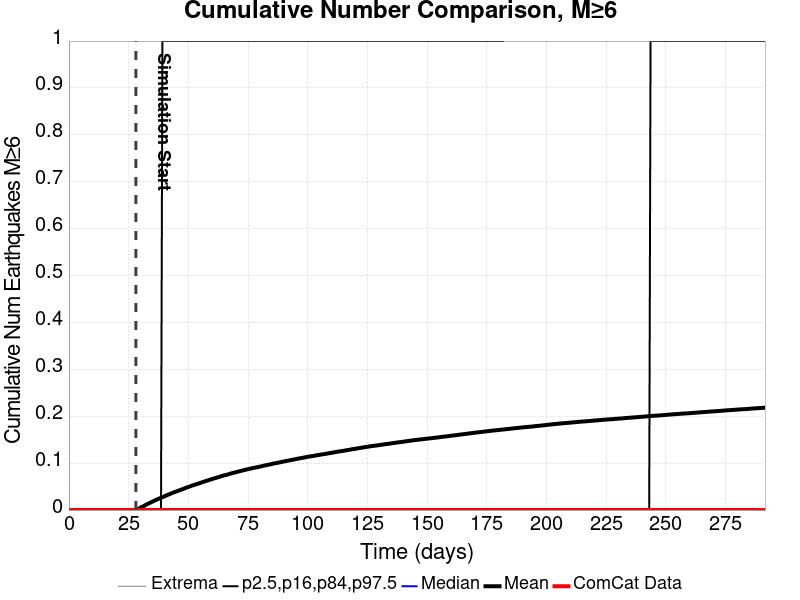 Cumulative Number Comparison, M≥6
Cumulative Num Earthquakes M≥6
1
0.9
0.8
0.7
0.6
0.5
0.4
0.3
0.2
0.1
0
Simulation Start
0 25 50 75 100 125 150 175 200 225 250 275
Time (days)
Extrema p2.5,p16,p84,p97.5 Median Mean ComCat Data